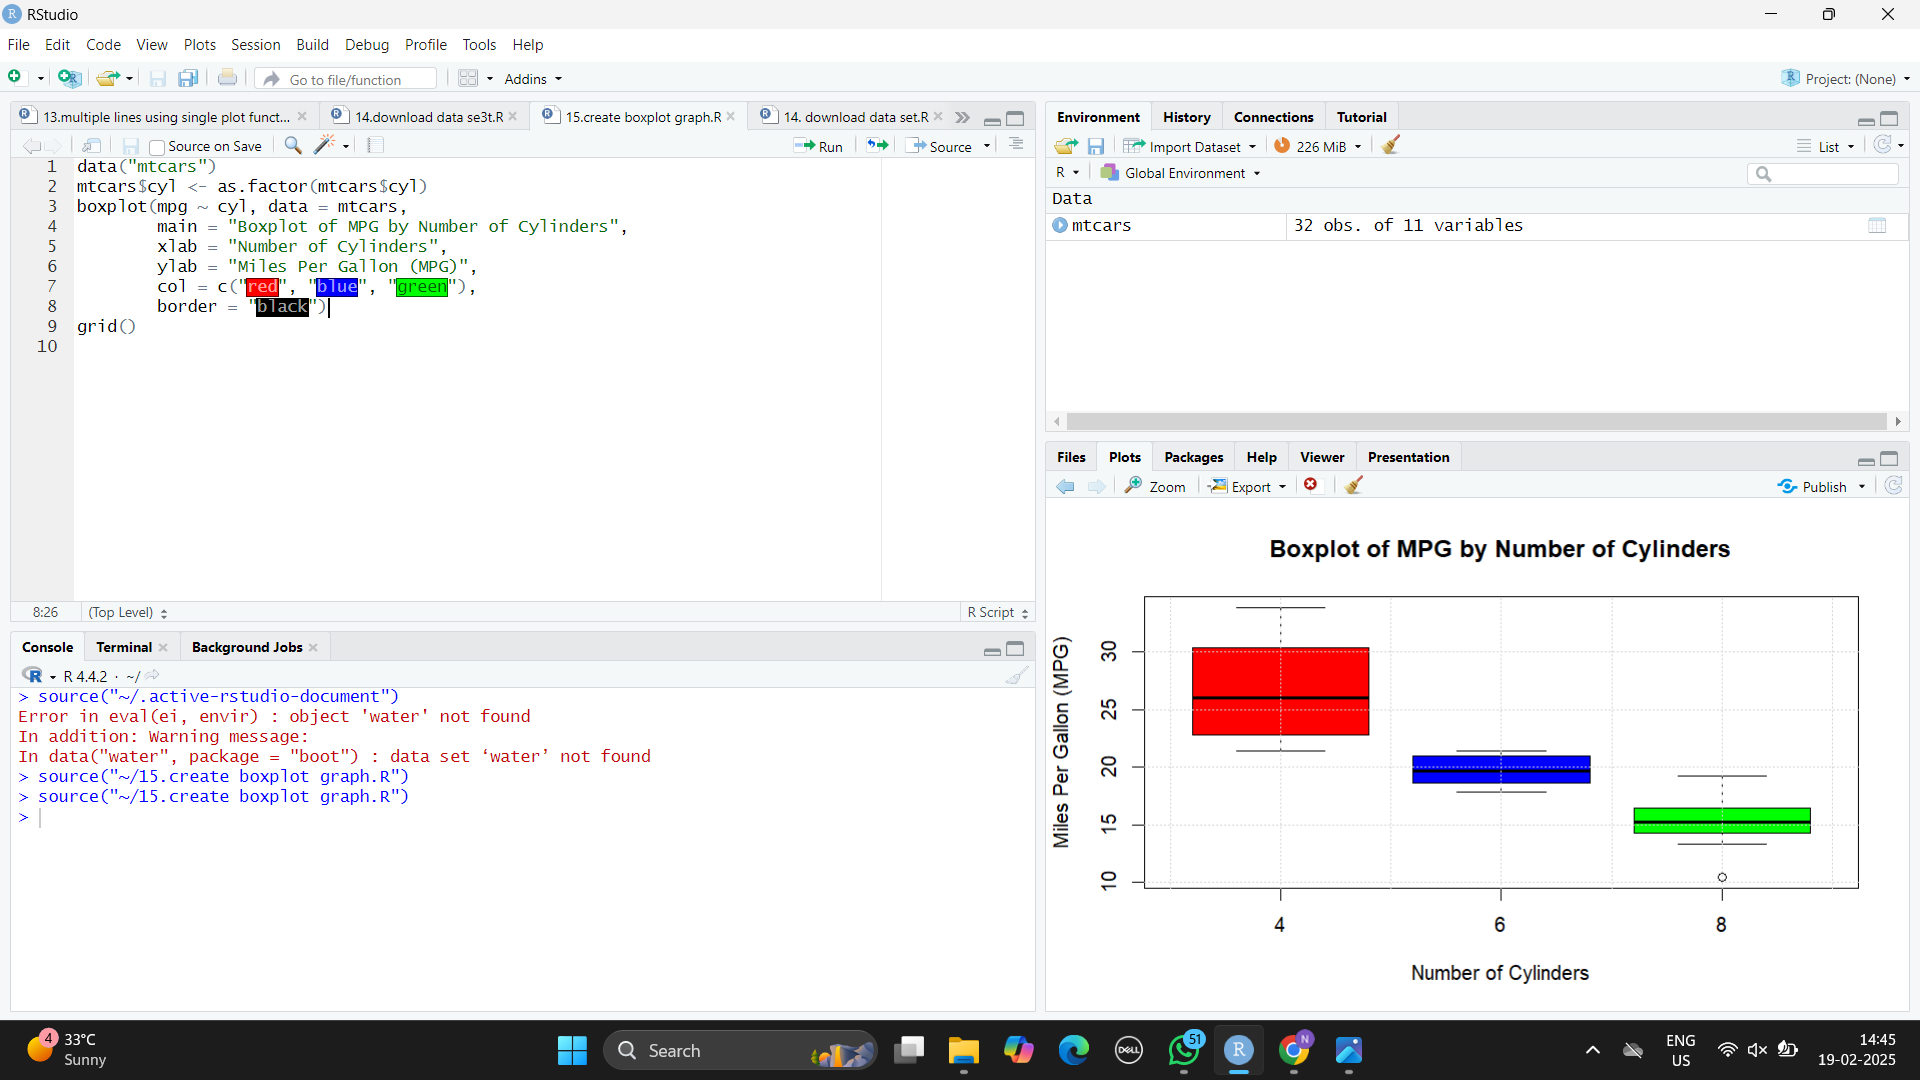 RStudio
File Edit Code View Plots Session Build Debug Profile Tools Help
Go to file/function Addins Project: (None)
13.multiple lines using single plot funct... 14.download data se3t.R 15.create boxplot graph.R 14. download data set.R
Source on Save Run Source
1 data("mtcars")
2 mtcars$cyl <- as.factor(mtcars$cyl)
3 boxplot(mpg ~ cyl, data = mtcars,
4 main = "Boxplot of MPG by Number of Cylinders",
5 xlab = "Number of Cylinders",
6 ylab = "Miles Per Gallon (MPG)",
7 col = c("red", "blue", "green"),
8 border = "black")
9 grid()
10
8:26 (Top Level) R Script
Console Terminal Background Jobs
R 4.4.2 · ~/
> source("~/.active-rstudio-document")
Error in eval(ei, envir) : object 'water' not found
In addition: Warning message:
In data("water", package = "boot") : data set ‘water’ not found
> source("~/15.create boxplot graph.R")
> source("~/15.create boxplot graph.R")
>
Environment History Connections Tutorial
Import Dataset 226 MiB List
R Global Environment
Data
mtcars 32 obs. of 11 variables
Files Plots Packages Help Viewer Presentation
Zoom Export Publish
Boxplot of MPG by Number of Cylinders
Miles Per Gallon (MPG)
30
25
20
15
10
4 6 8
Number of Cylinders
4 33°C
Sunny
Search
DELL
51
R
N
ENG
US
14:45
19-02-2025